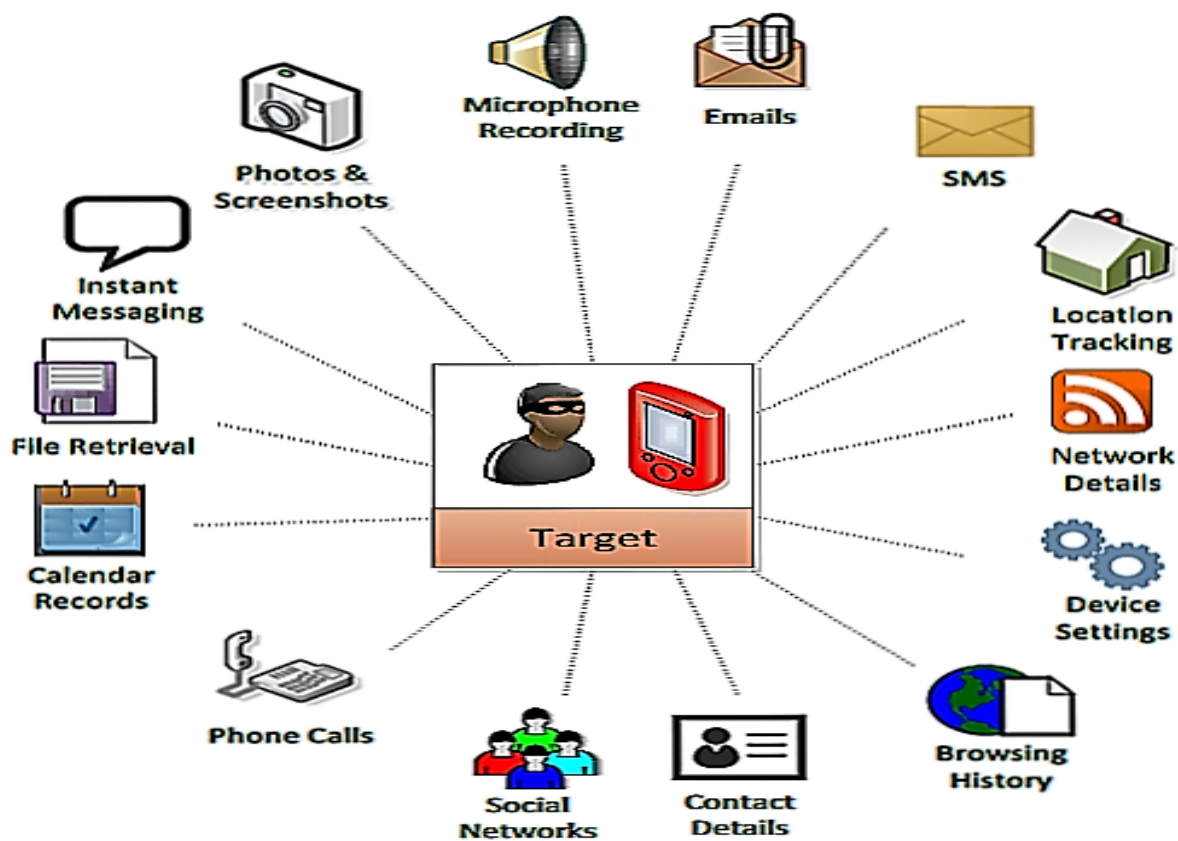 Microphone
Recording
Emails
SMS
Photos &
Screenshots
Instant
Messaging
Location
Tracking
File Retrieval
Network
Details
Target
Calendar
Records
Device
Settings
Phone Calls
Social
Networks
Contact
Details
Browsing
History